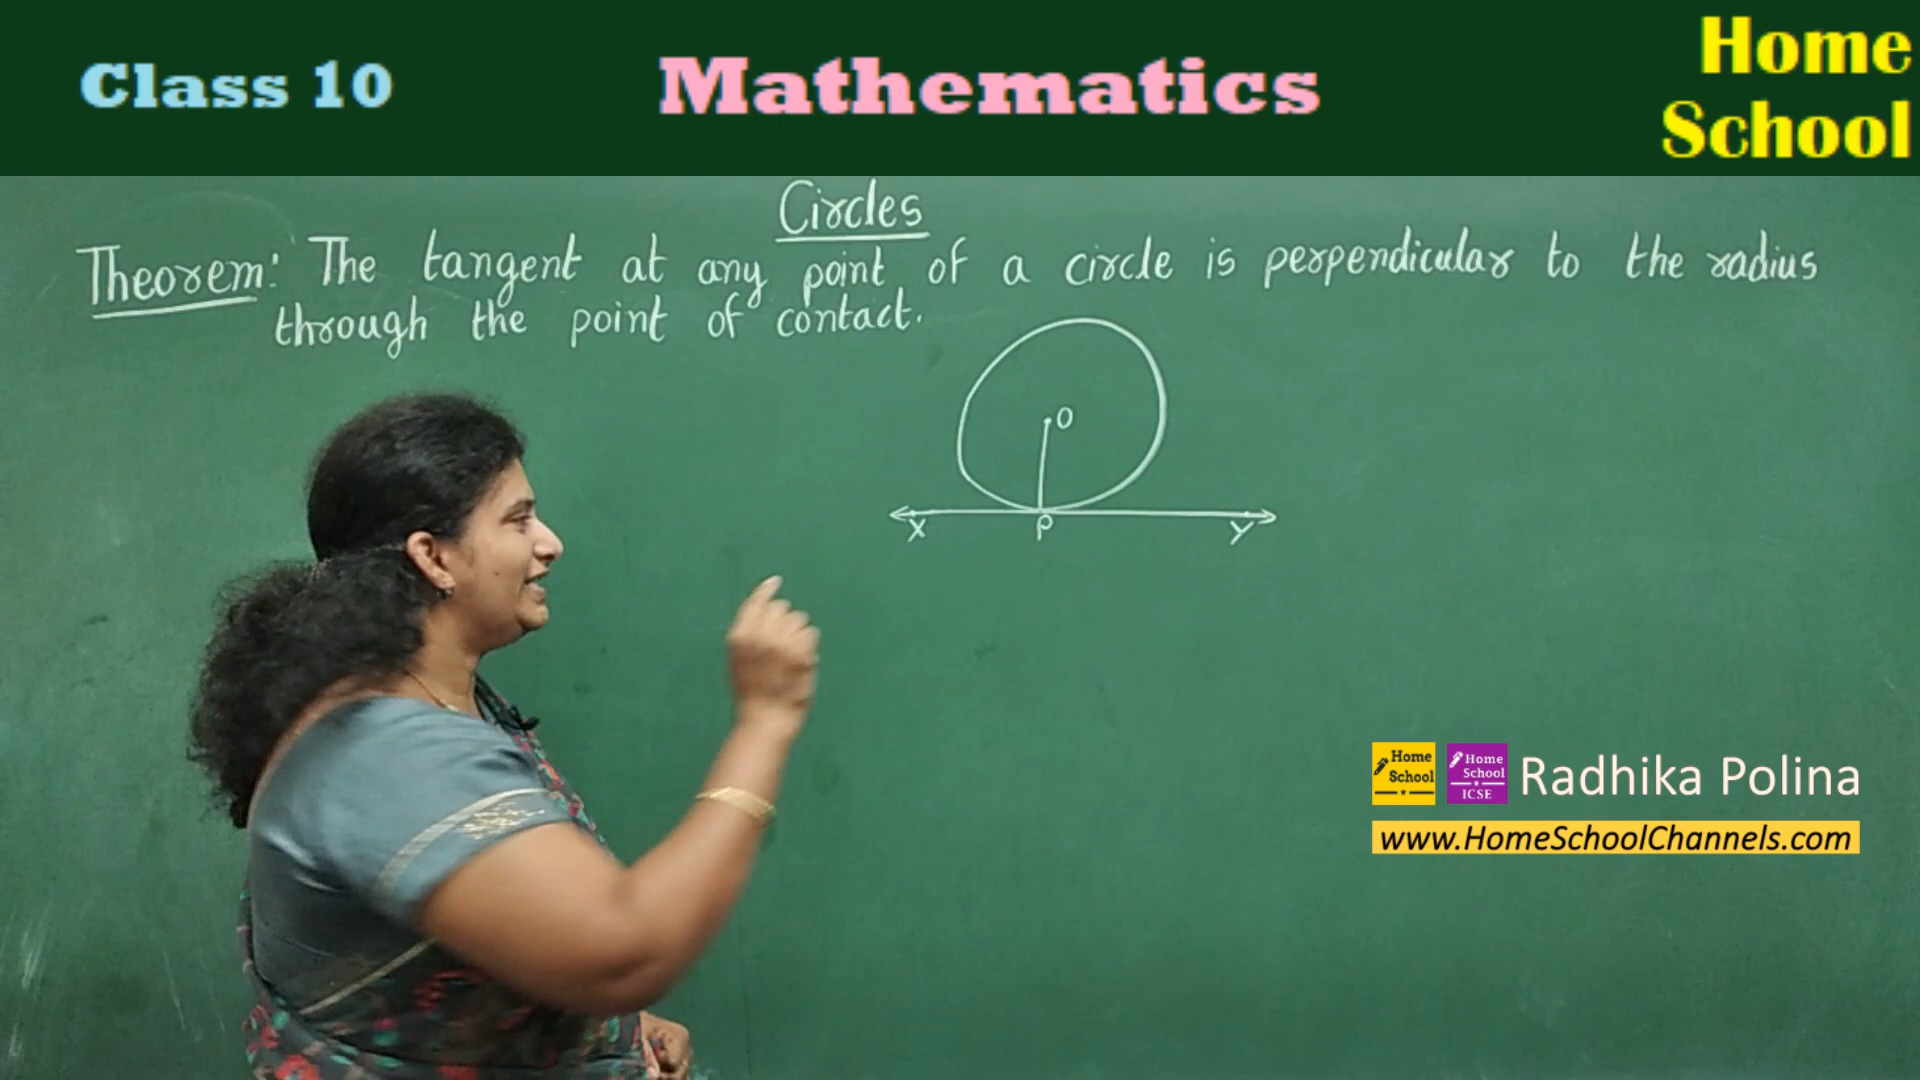 Class 10
Mathematics
Home
School
Circles
Theorem: The tangent at any point of a circle is perpendicular to the radius
through the point of contact.
O
X
P
Y
Home
School
Home
School
ICSE
Radhika Polina
www.HomeSchoolChannels.com